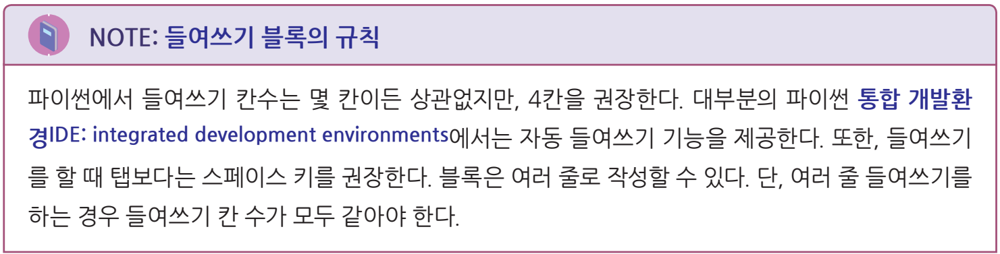 NOTE: 들여쓰기 블록의 규칙
파이썬에서 들여쓰기 칸수는 몇 칸이든 상관없지만, 4칸을 권장한다. 대부분의 파이썬 통합 개발환
경IDE: integrated development environments에서는 자동 들여쓰기 기능을 제공한다. 또한, 들여쓰기
를 할 때 탭보다는 스페이스 키를 권장한다. 블록은 여러 줄로 작성할 수 있다. 단, 여러 줄 들여쓰기를
하는 경우 들여쓰기 칸 수가 모두 같아야 한다.